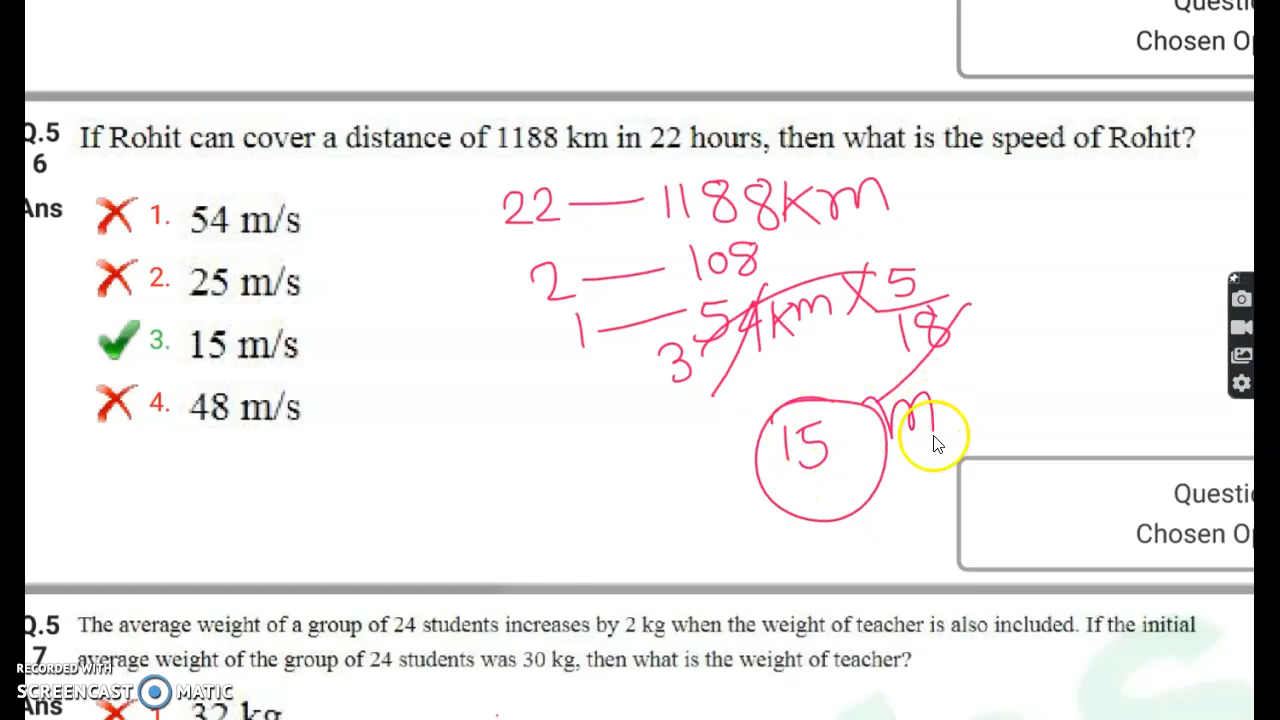 Questi
Chosen O
Q.5 If Rohit can cover a distance of 1188 km in 22 hours, then what is the speed of Rohit?
6
Ans
1. 54 m/s
2. 25 m/s
3. 15 m/s
4. 48 m/s
22 — 1188km
2 — 108
1 — 54km × 5
18
3
15 m
Questi
Chosen O
Q.5 The average weight of a group of 24 students increases by 2 kg when the weight of teacher is also included. If the initial
7 average weight of the group of 24 students was 30 kg, then what is the weight of teacher?
RECORDED WITH
SCREENCAST MATIC
Ans
1. 32 kg